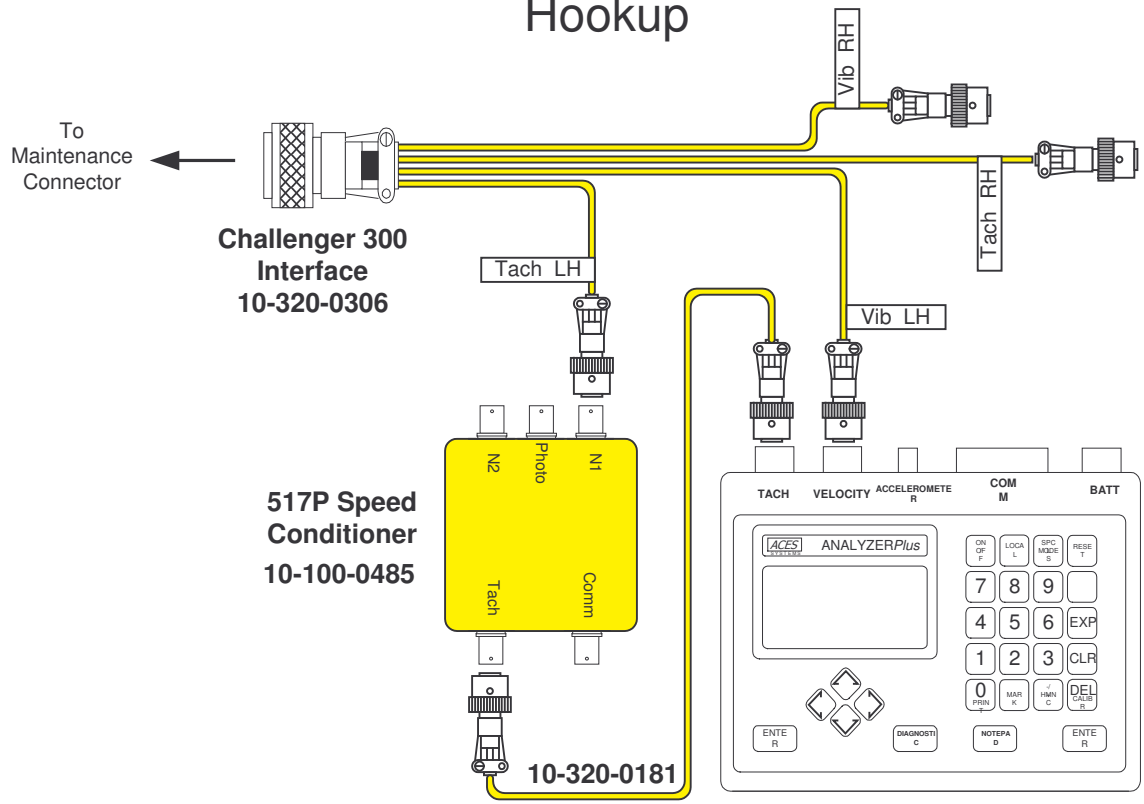 Hookup
Vib RH
To
Maintenance
Connector
Tach RH
Challenger 300
Interface
10-320-0306
Tach LH
Vib LH
N2
Photo
N1
517P Speed
Conditioner
10-100-0485
Tach
Comm
10-320-0181
TACH
VELOCITY
ACCELEROMETE
R
COM
M
BATT
ACES
SYSTEMS
ANALYZERPlus
ON
OF
F
LOCA
L
SPC
MODE
S
RESE
T
7
8
9
4
5
6
EXP
1
2
3
CLR
0
PRIN
T
MAR
K
-/
HMN
C
DEL
CALIB
R
ENTE
R
DIAGNOSTI
C
NOTEPA
D
ENTE
R